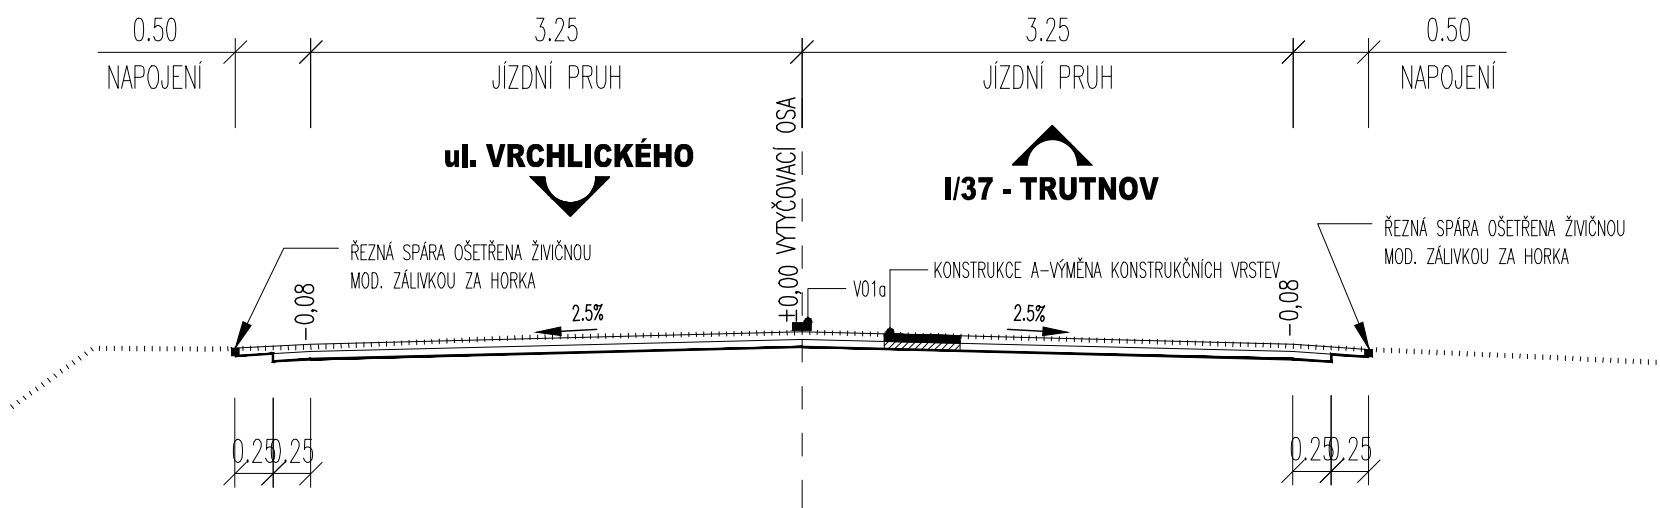 0.50
3.25
3.25
0.50
NAPOJENÍ
JÍZDNÍ PRUH
JÍZDNÍ PRUH
NAPOJENÍ
ul. VRCHLICKÉHO
I/37 - TRUTNOV
±0,00 VYTYČOVACÍ OSA
ŘEZNÁ SPÁRA OŠETŘENA ŽIVIČNOU
MOD. ZÁLIVKOU ZA HORKA
ŘEZNÁ SPÁRA OŠETŘENA ŽIVIČNOU
MOD. ZÁLIVKOU ZA HORKA
KONSTRUKCE A-VÝMĚNA KONSTRUKČNÍCH VRSTEV
V01a
-0,08
2.5%
2.5%
-0,08
0.25
0.25
0.25
0.25